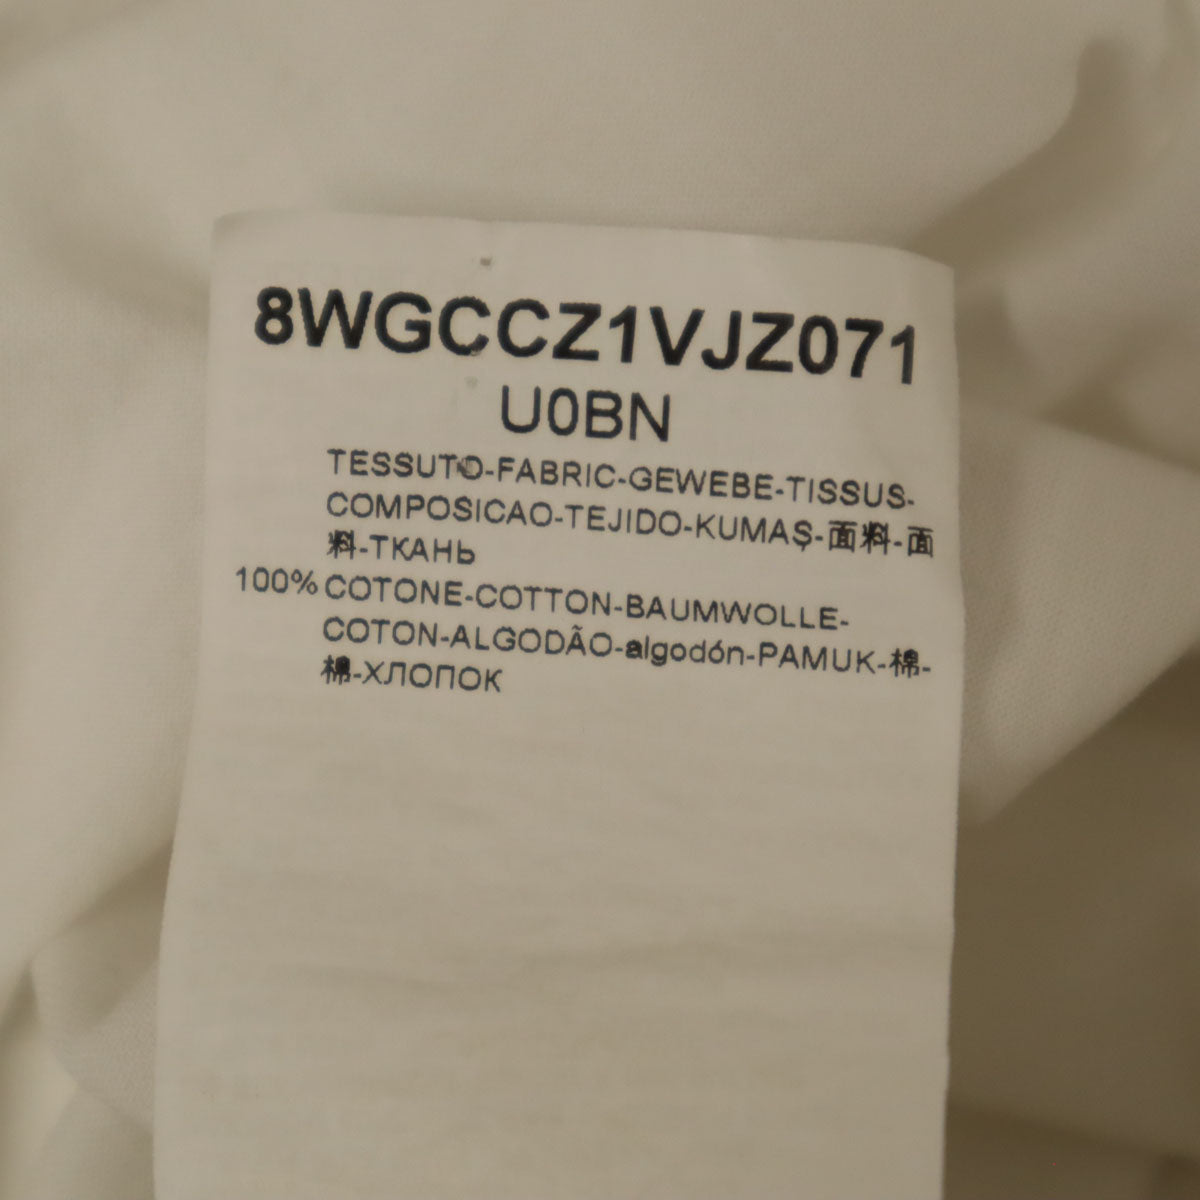 8WGCCZ1VJZ071
U0BN
TESSUTO-FABRIC-GEWEBE-TISSUS-
COMPOSICAO-TEJIDO-KUMAŞ-面料-面
料-ТКАНЬ
100% COTONE-COTTON-BAUMWOLLE-
COTON-ALGODÃO-algodón-PAMUK-棉-
棉-ХЛОПОК